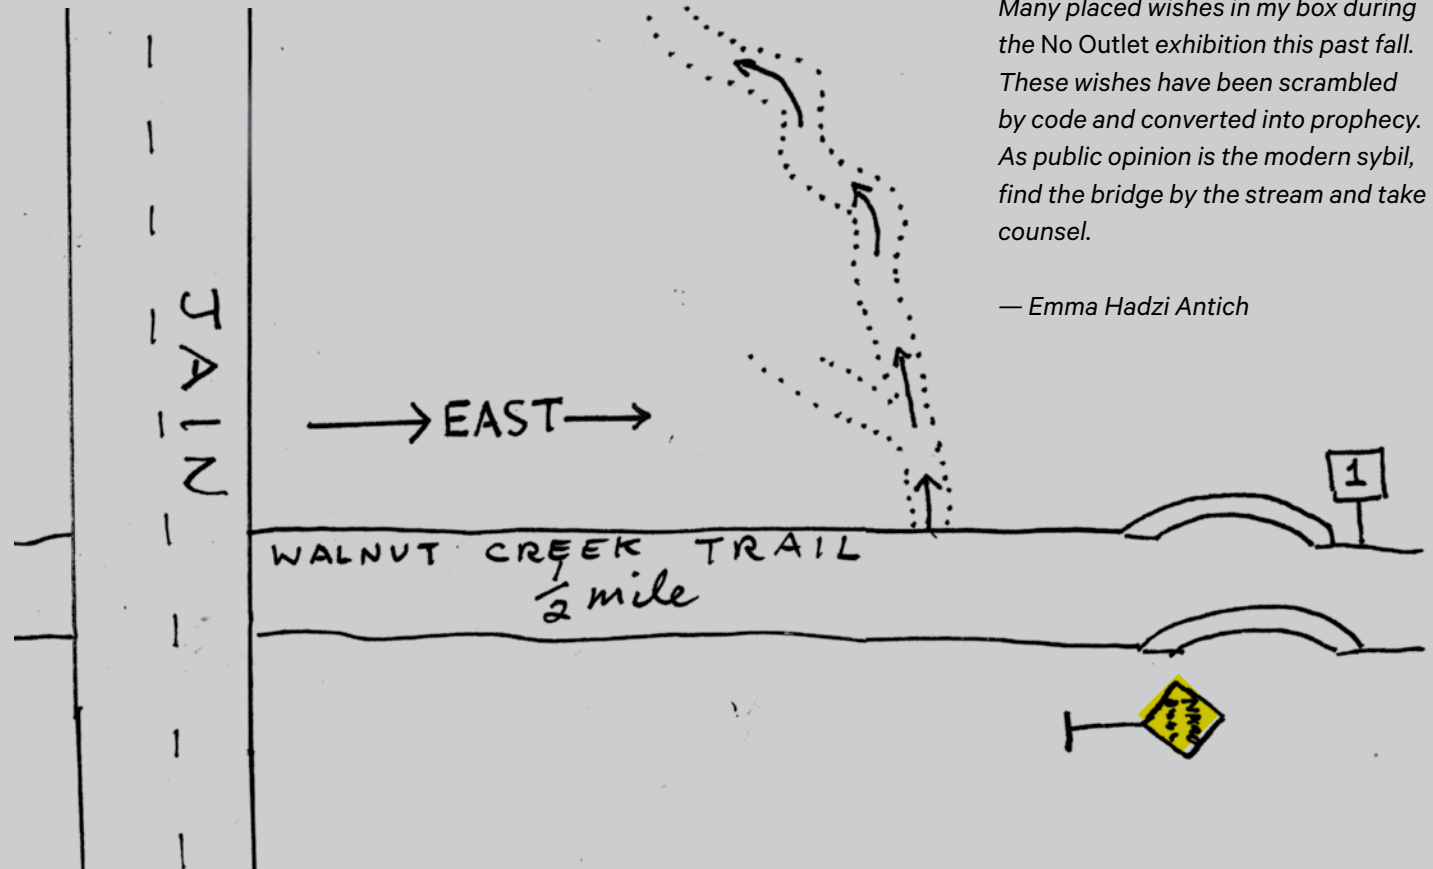 Many placed wishes in my box during
the No Outlet exhibition this past fall.
These wishes have been scrambled
by code and converted into prophecy.
As public opinion is the modern sybil,
find the bridge by the stream and take
counsel.
— Emma Hadzi Antich
JAIN
EAST
1
WALNUT CREEK TRAIL
1/2 mile